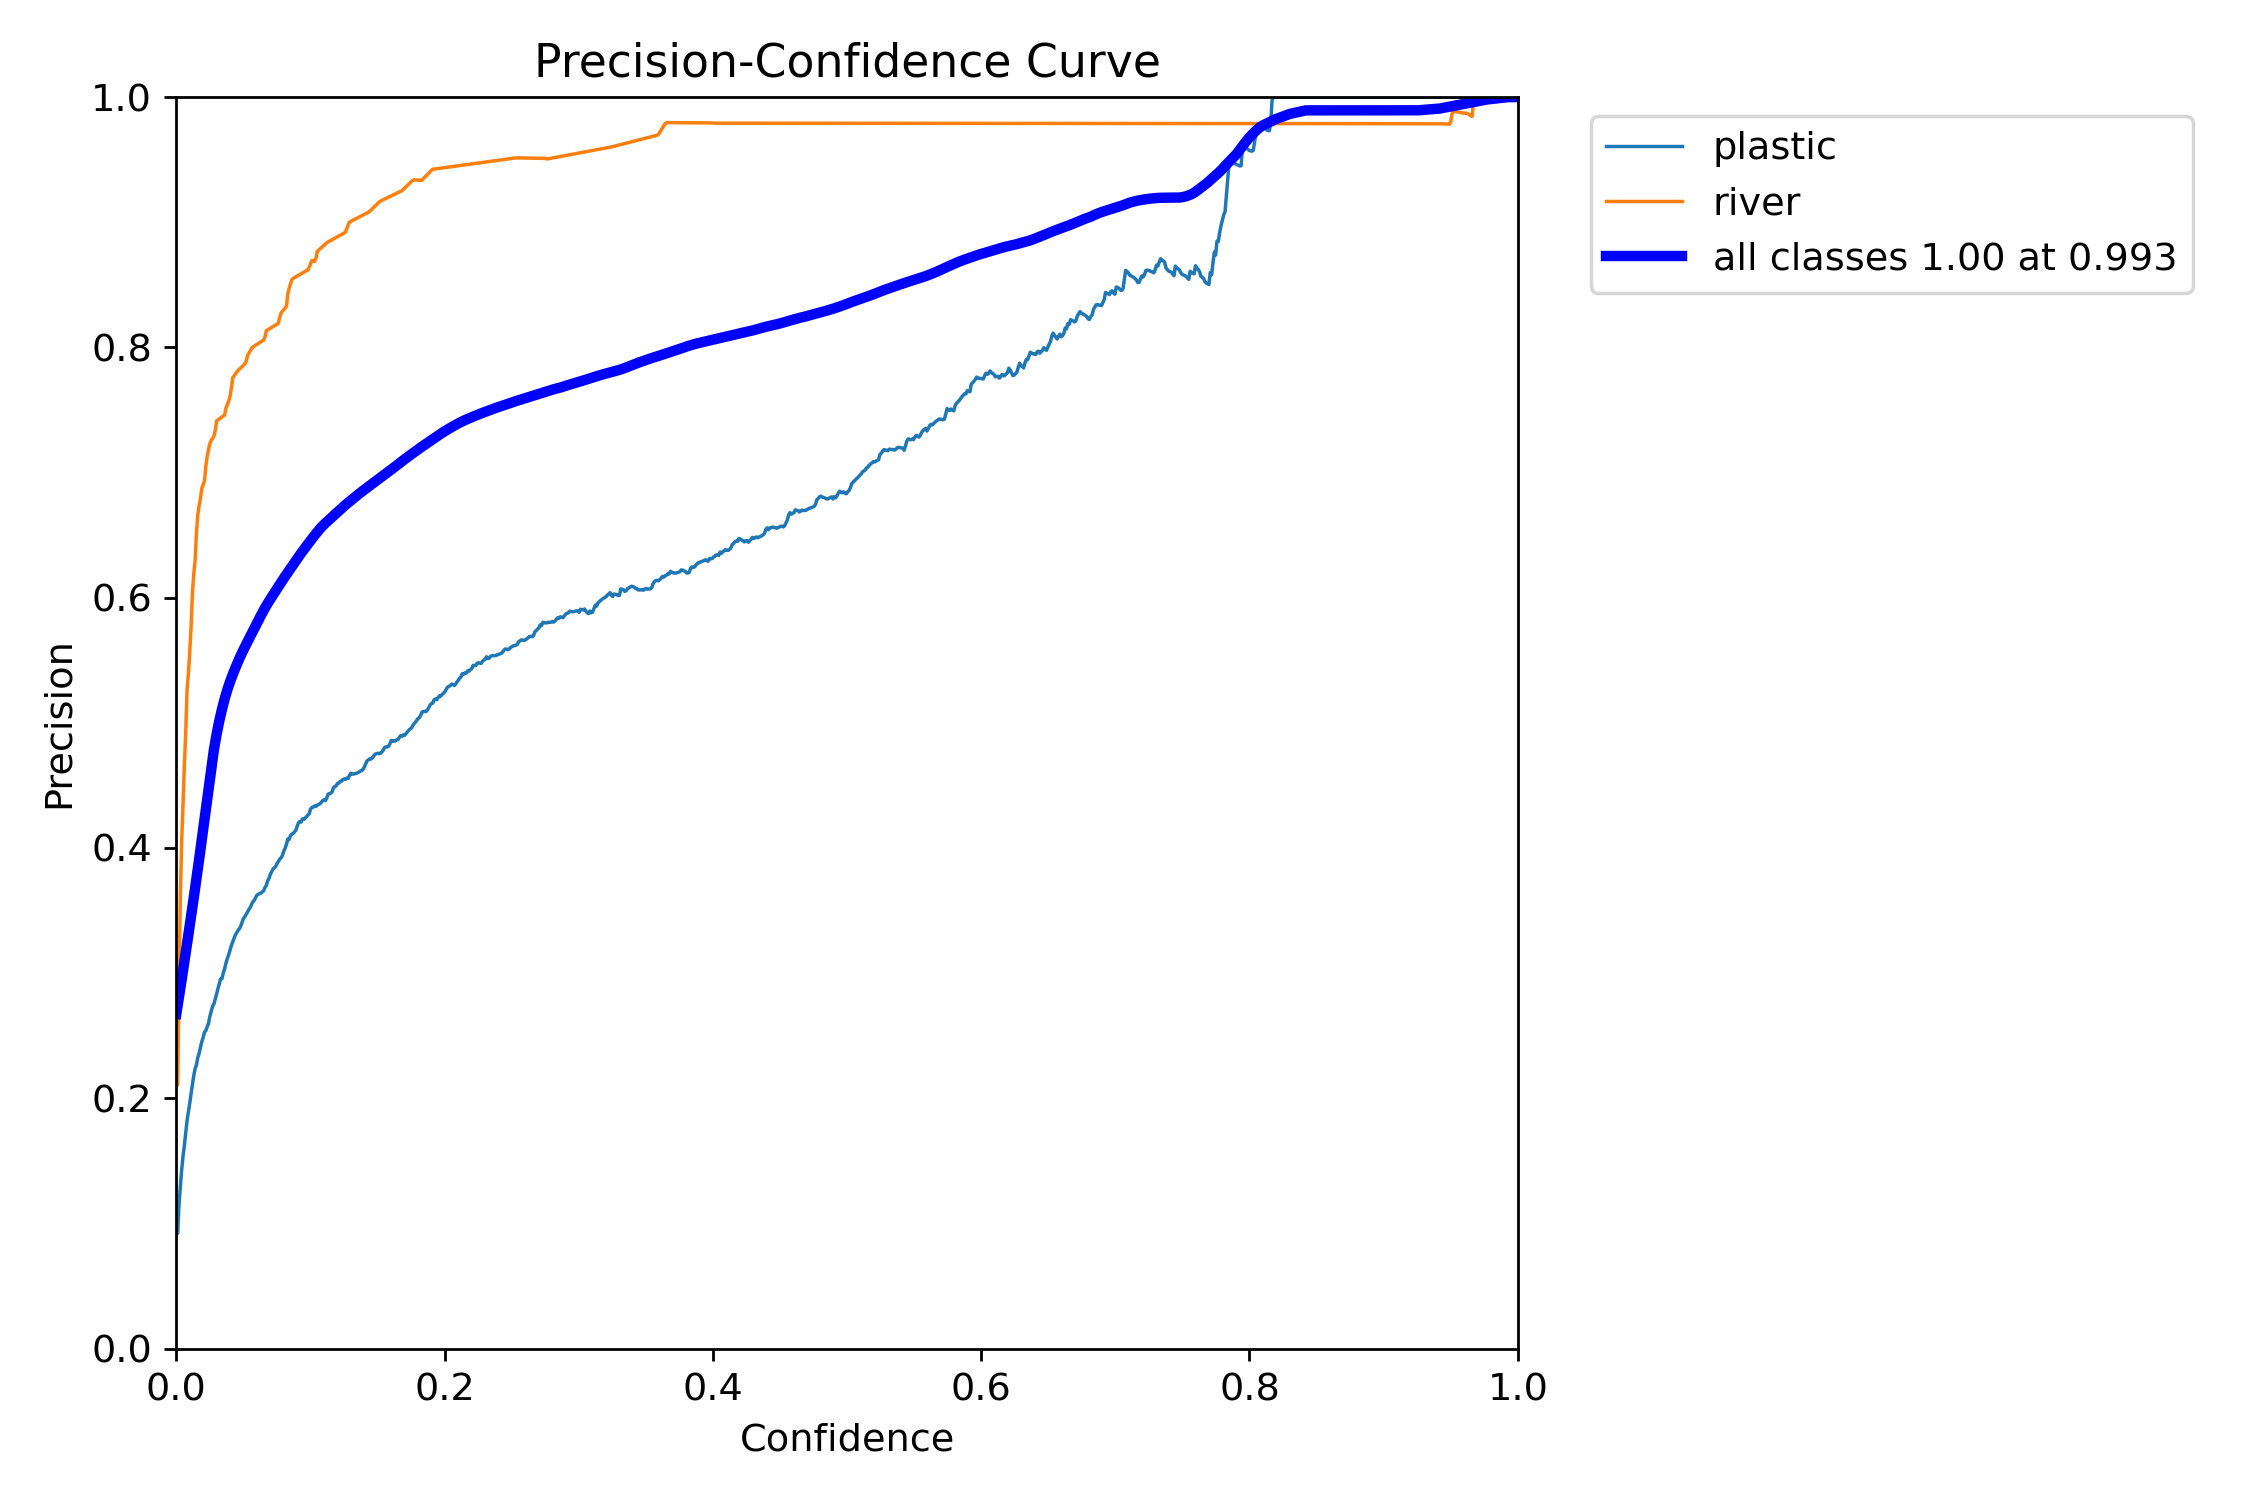 Precision-Confidence Curve
1.0
0.8
0.6
0.4
0.2
0.0
Precision
0.0 0.2 0.4 0.6 0.8 1.0
Confidence
plastic
river
all classes 1.00 at 0.993